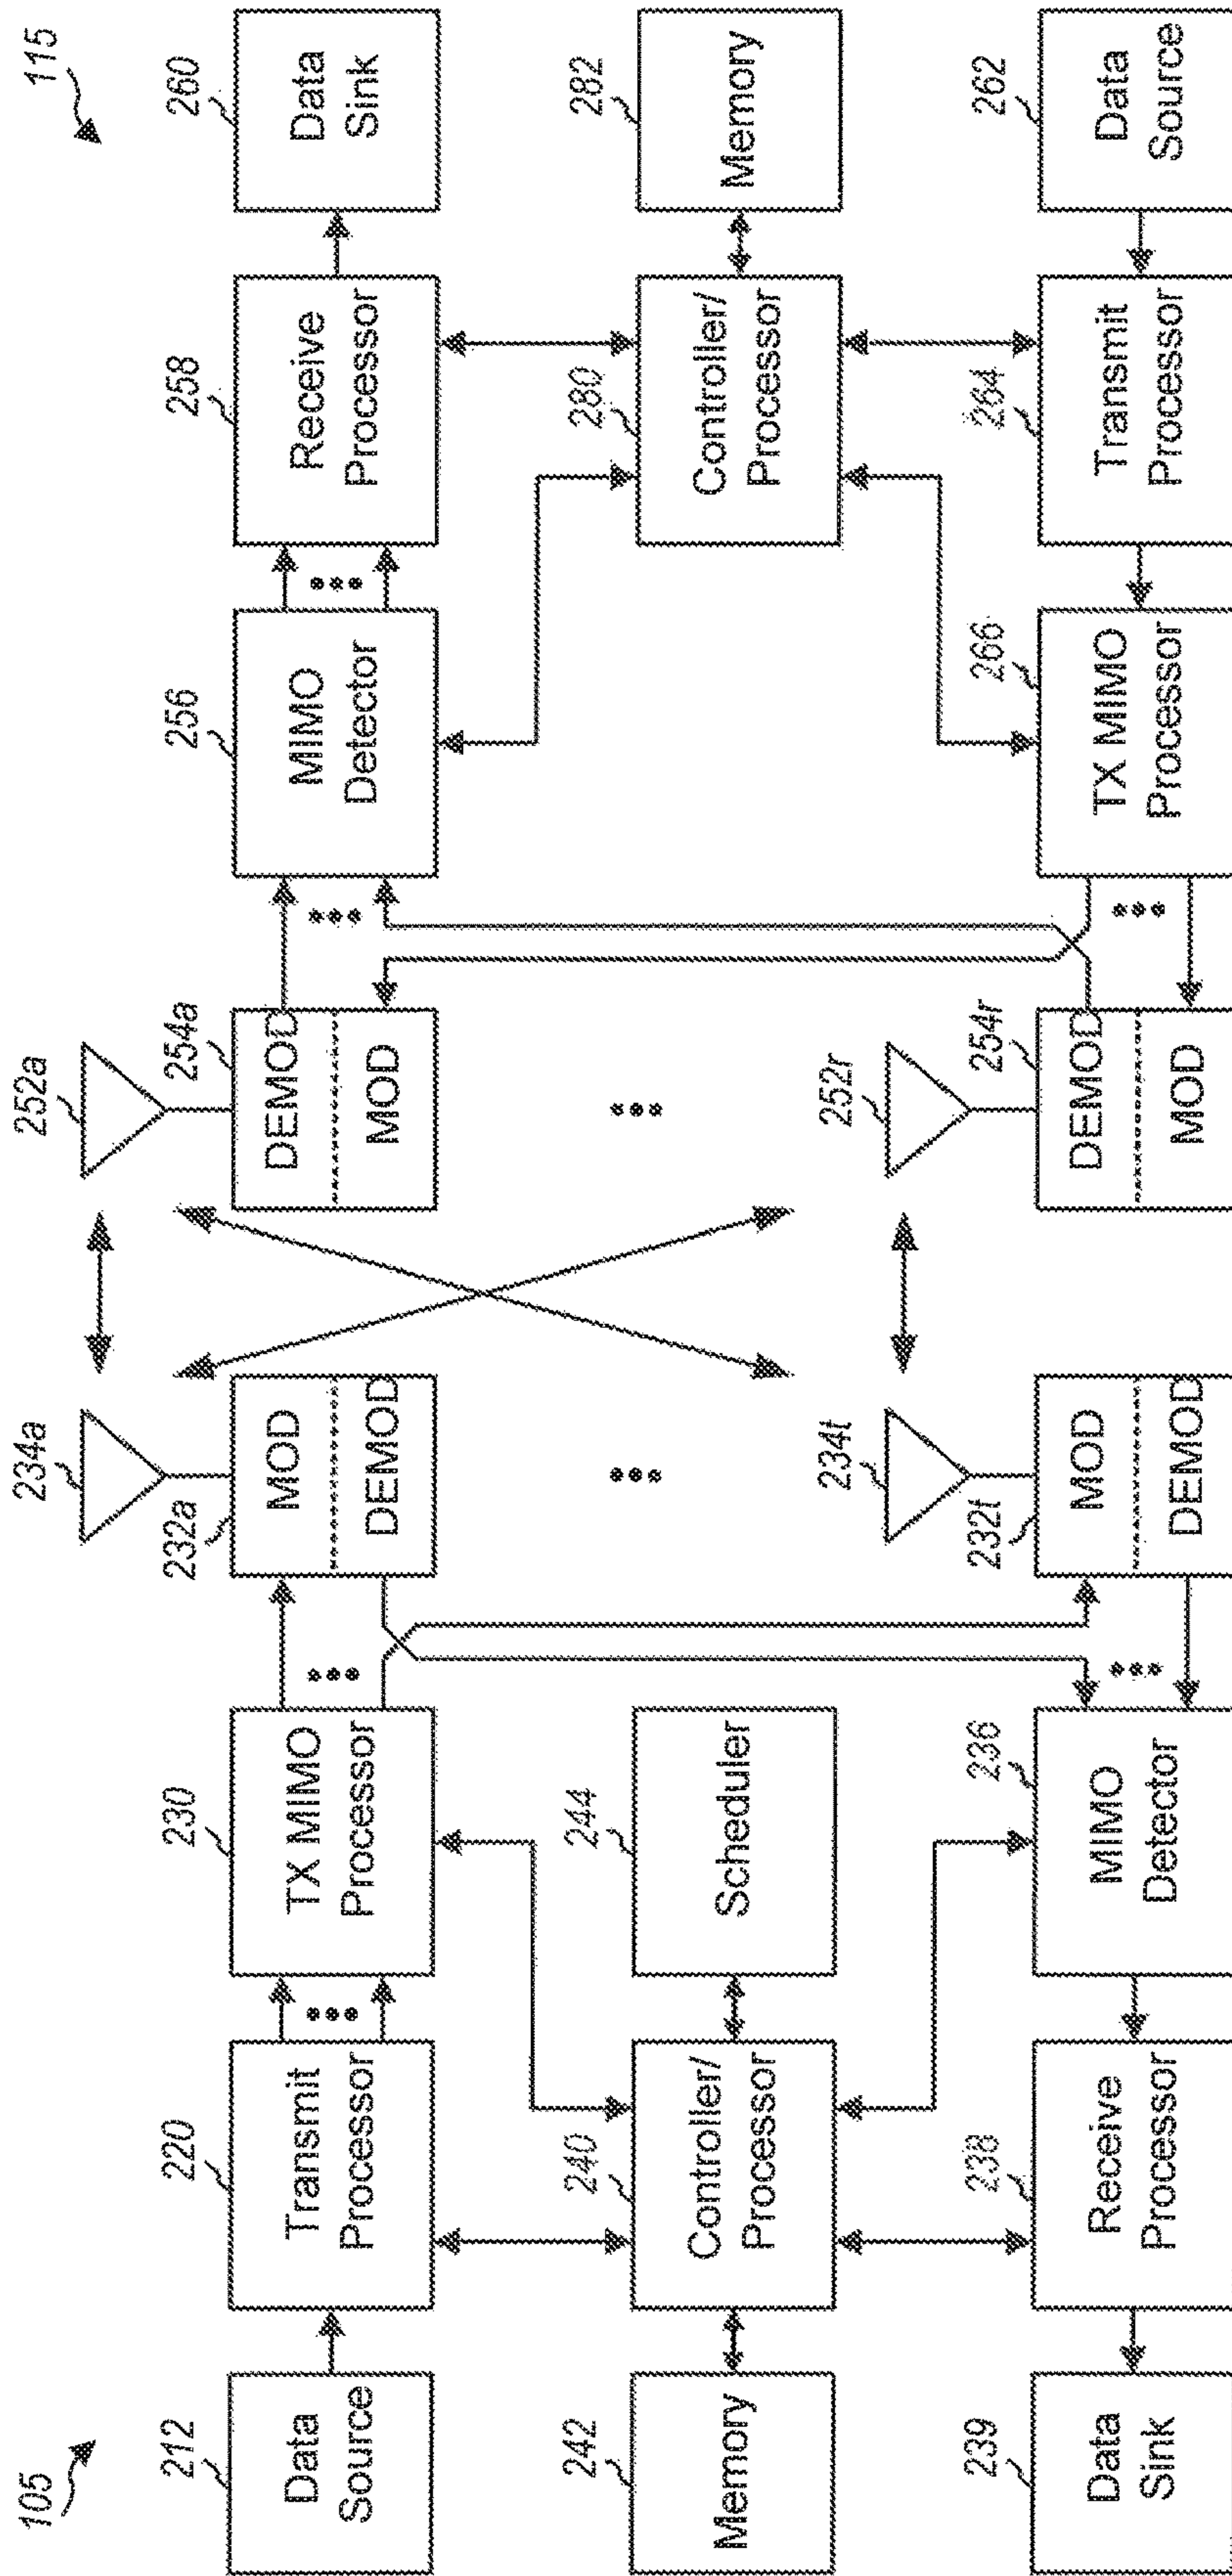 105
115
212
Data
Source
220
Transmit
Processor
230
TX MIMO
Processor
232a
MOD
DEMOD
234a
252a
254a
DEMOD
MOD
256
MIMO
Detector
258
Receive
Processor
260
Data
Sink
242
Memory
240
Controller/
Processor
244
Scheduler
280
Controller/
Processor
282
Memory
239
Data
Sink
238
Receive
Processor
236
MIMO
Detector
232t
MOD
DEMOD
234t
252r
254r
DEMOD
MOD
266
TX MIMO
Processor
264
Transmit
Processor
262
Data
Source